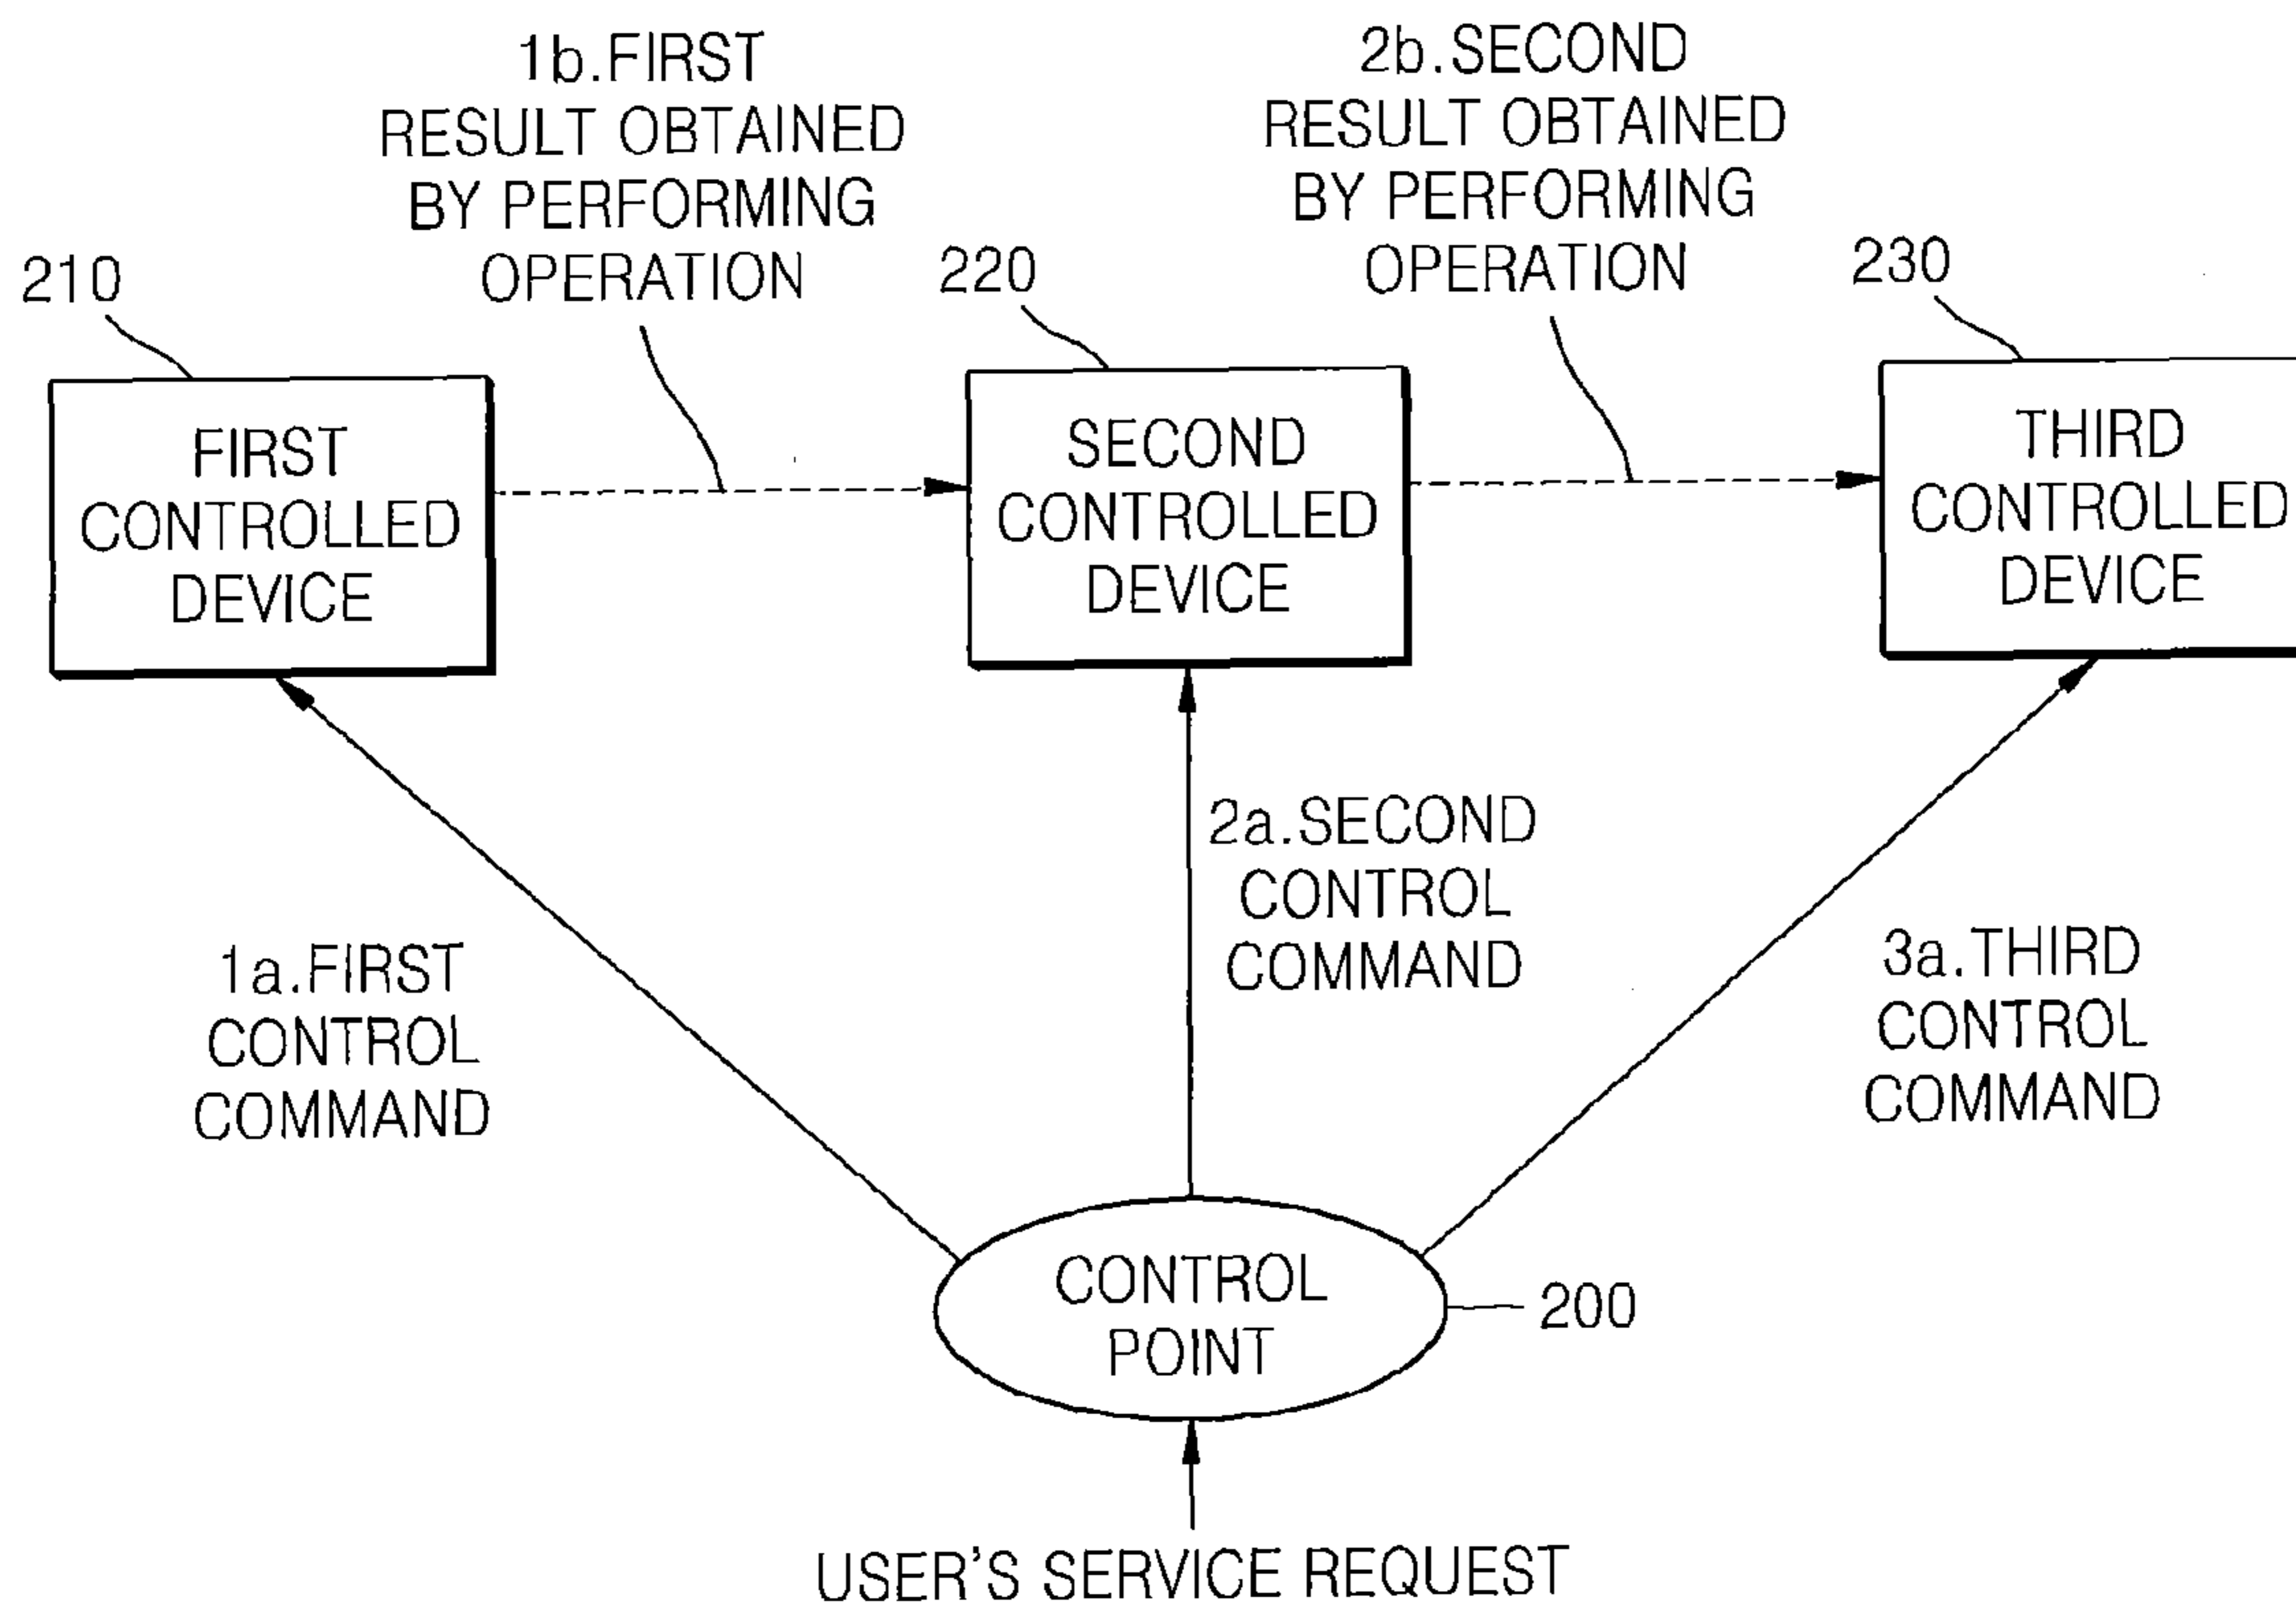 1b.FIRST
RESULT OBTAINED
BY PERFORMING
OPERATION
2b.SECOND
RESULT OBTAINED
BY PERFORMING
OPERATION
210
220
230
FIRST
CONTROLLED
DEVICE
SECOND
CONTROLLED
DEVICE
THIRD
CONTROLLED
DEVICE
1a.FIRST
CONTROL
COMMAND
2a.SECOND
CONTROL
COMMAND
3a.THIRD
CONTROL
COMMAND
CONTROL
POINT
200
USER'S SERVICE REQUEST